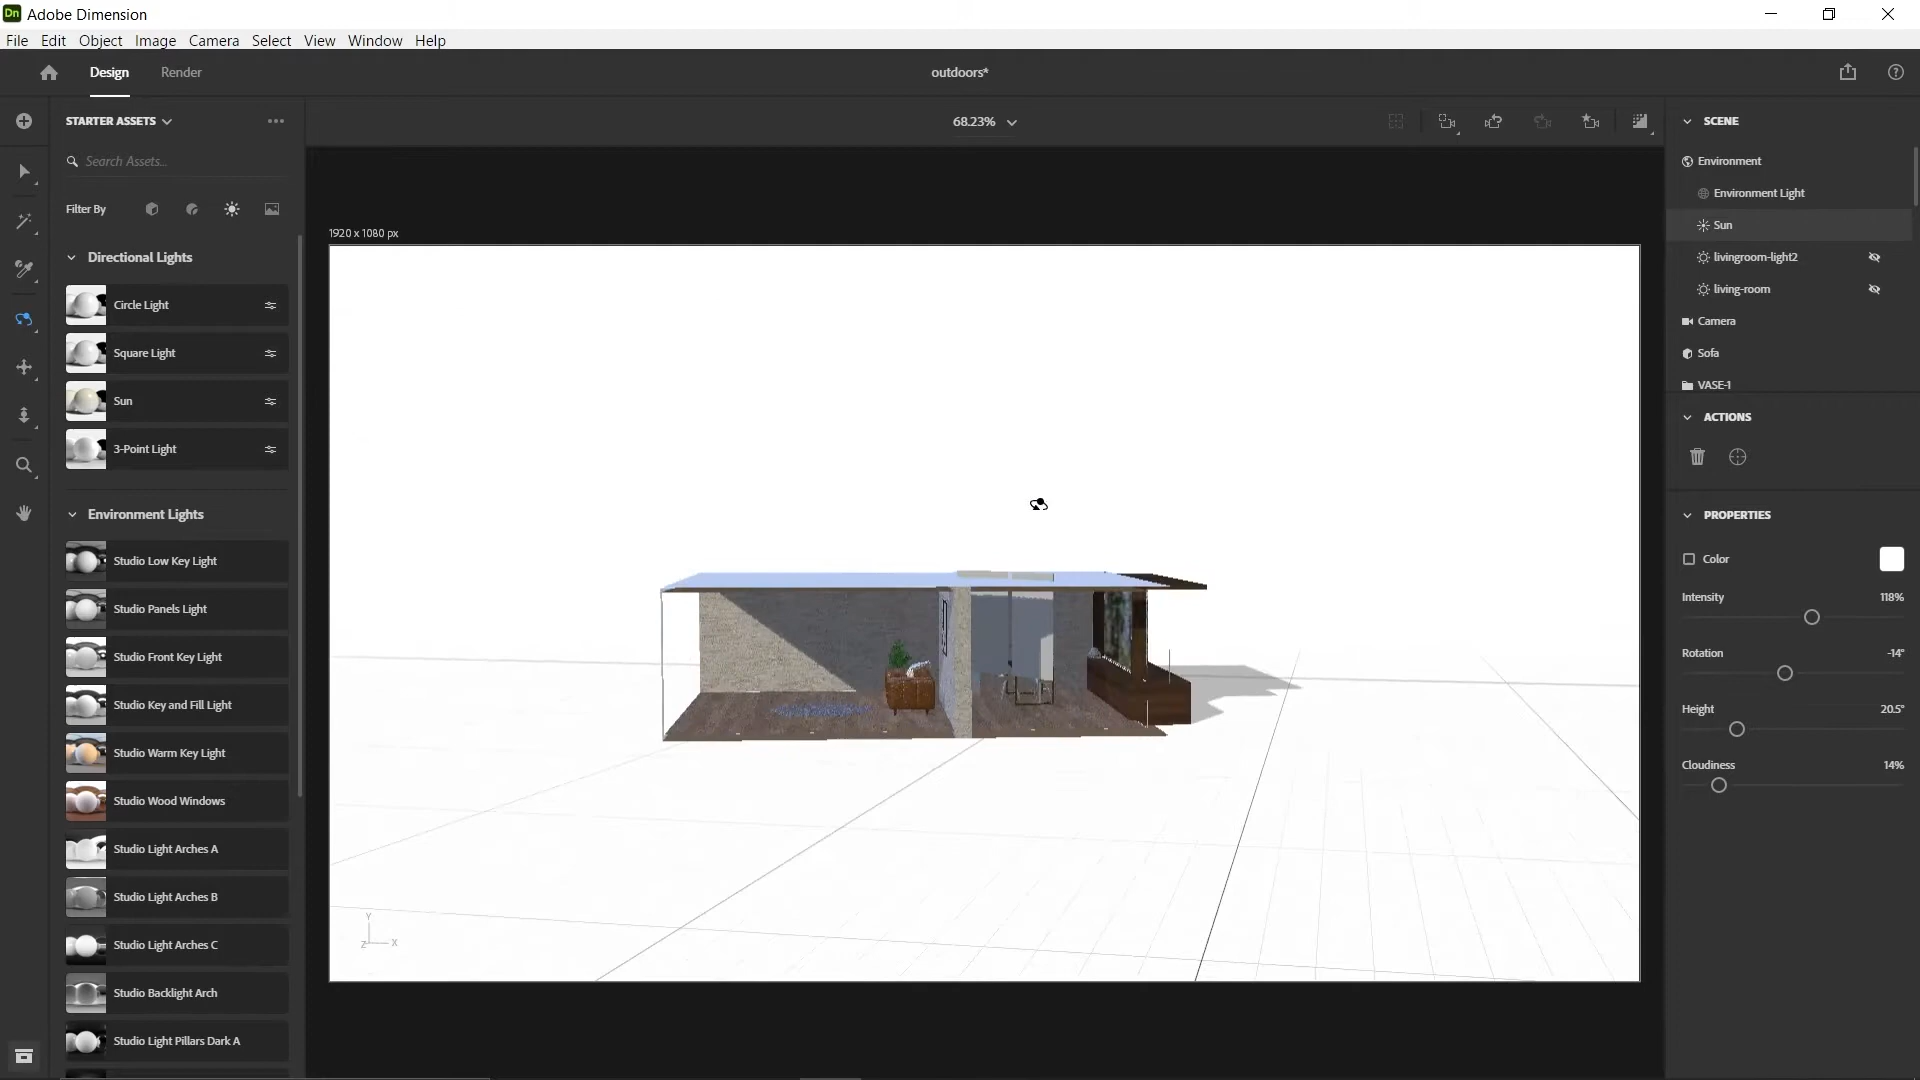 Dn Adobe Dimension
File Edit Object Image Camera Select View Window Help
Design Render outdoors*
STARTER ASSETS
68.23%
Search Assets...
Filter By
Directional Lights
Circle Light
Square Light
Sun
3-Point Light
Environment Lights
Studio Low Key Light
Studio Panels Light
Studio Front Key Light
Studio Key and Fill Light
Studio Warm Key Light
Studio Wood Windows
Studio Light Arches A
Studio Light Arches B
Studio Light Arches C
Studio Backlight Arch
Studio Light Pillars Dark A
1920 x 1080 px
Y
Z X
SCENE
Environment
Environment Light
Sun
livingroom-light2
living-room
Camera
Sofa
VASE-1
ACTIONS
PROPERTIES
Color
Intensity 118%
Rotation -14°
Height 20.5°
Cloudiness 14%